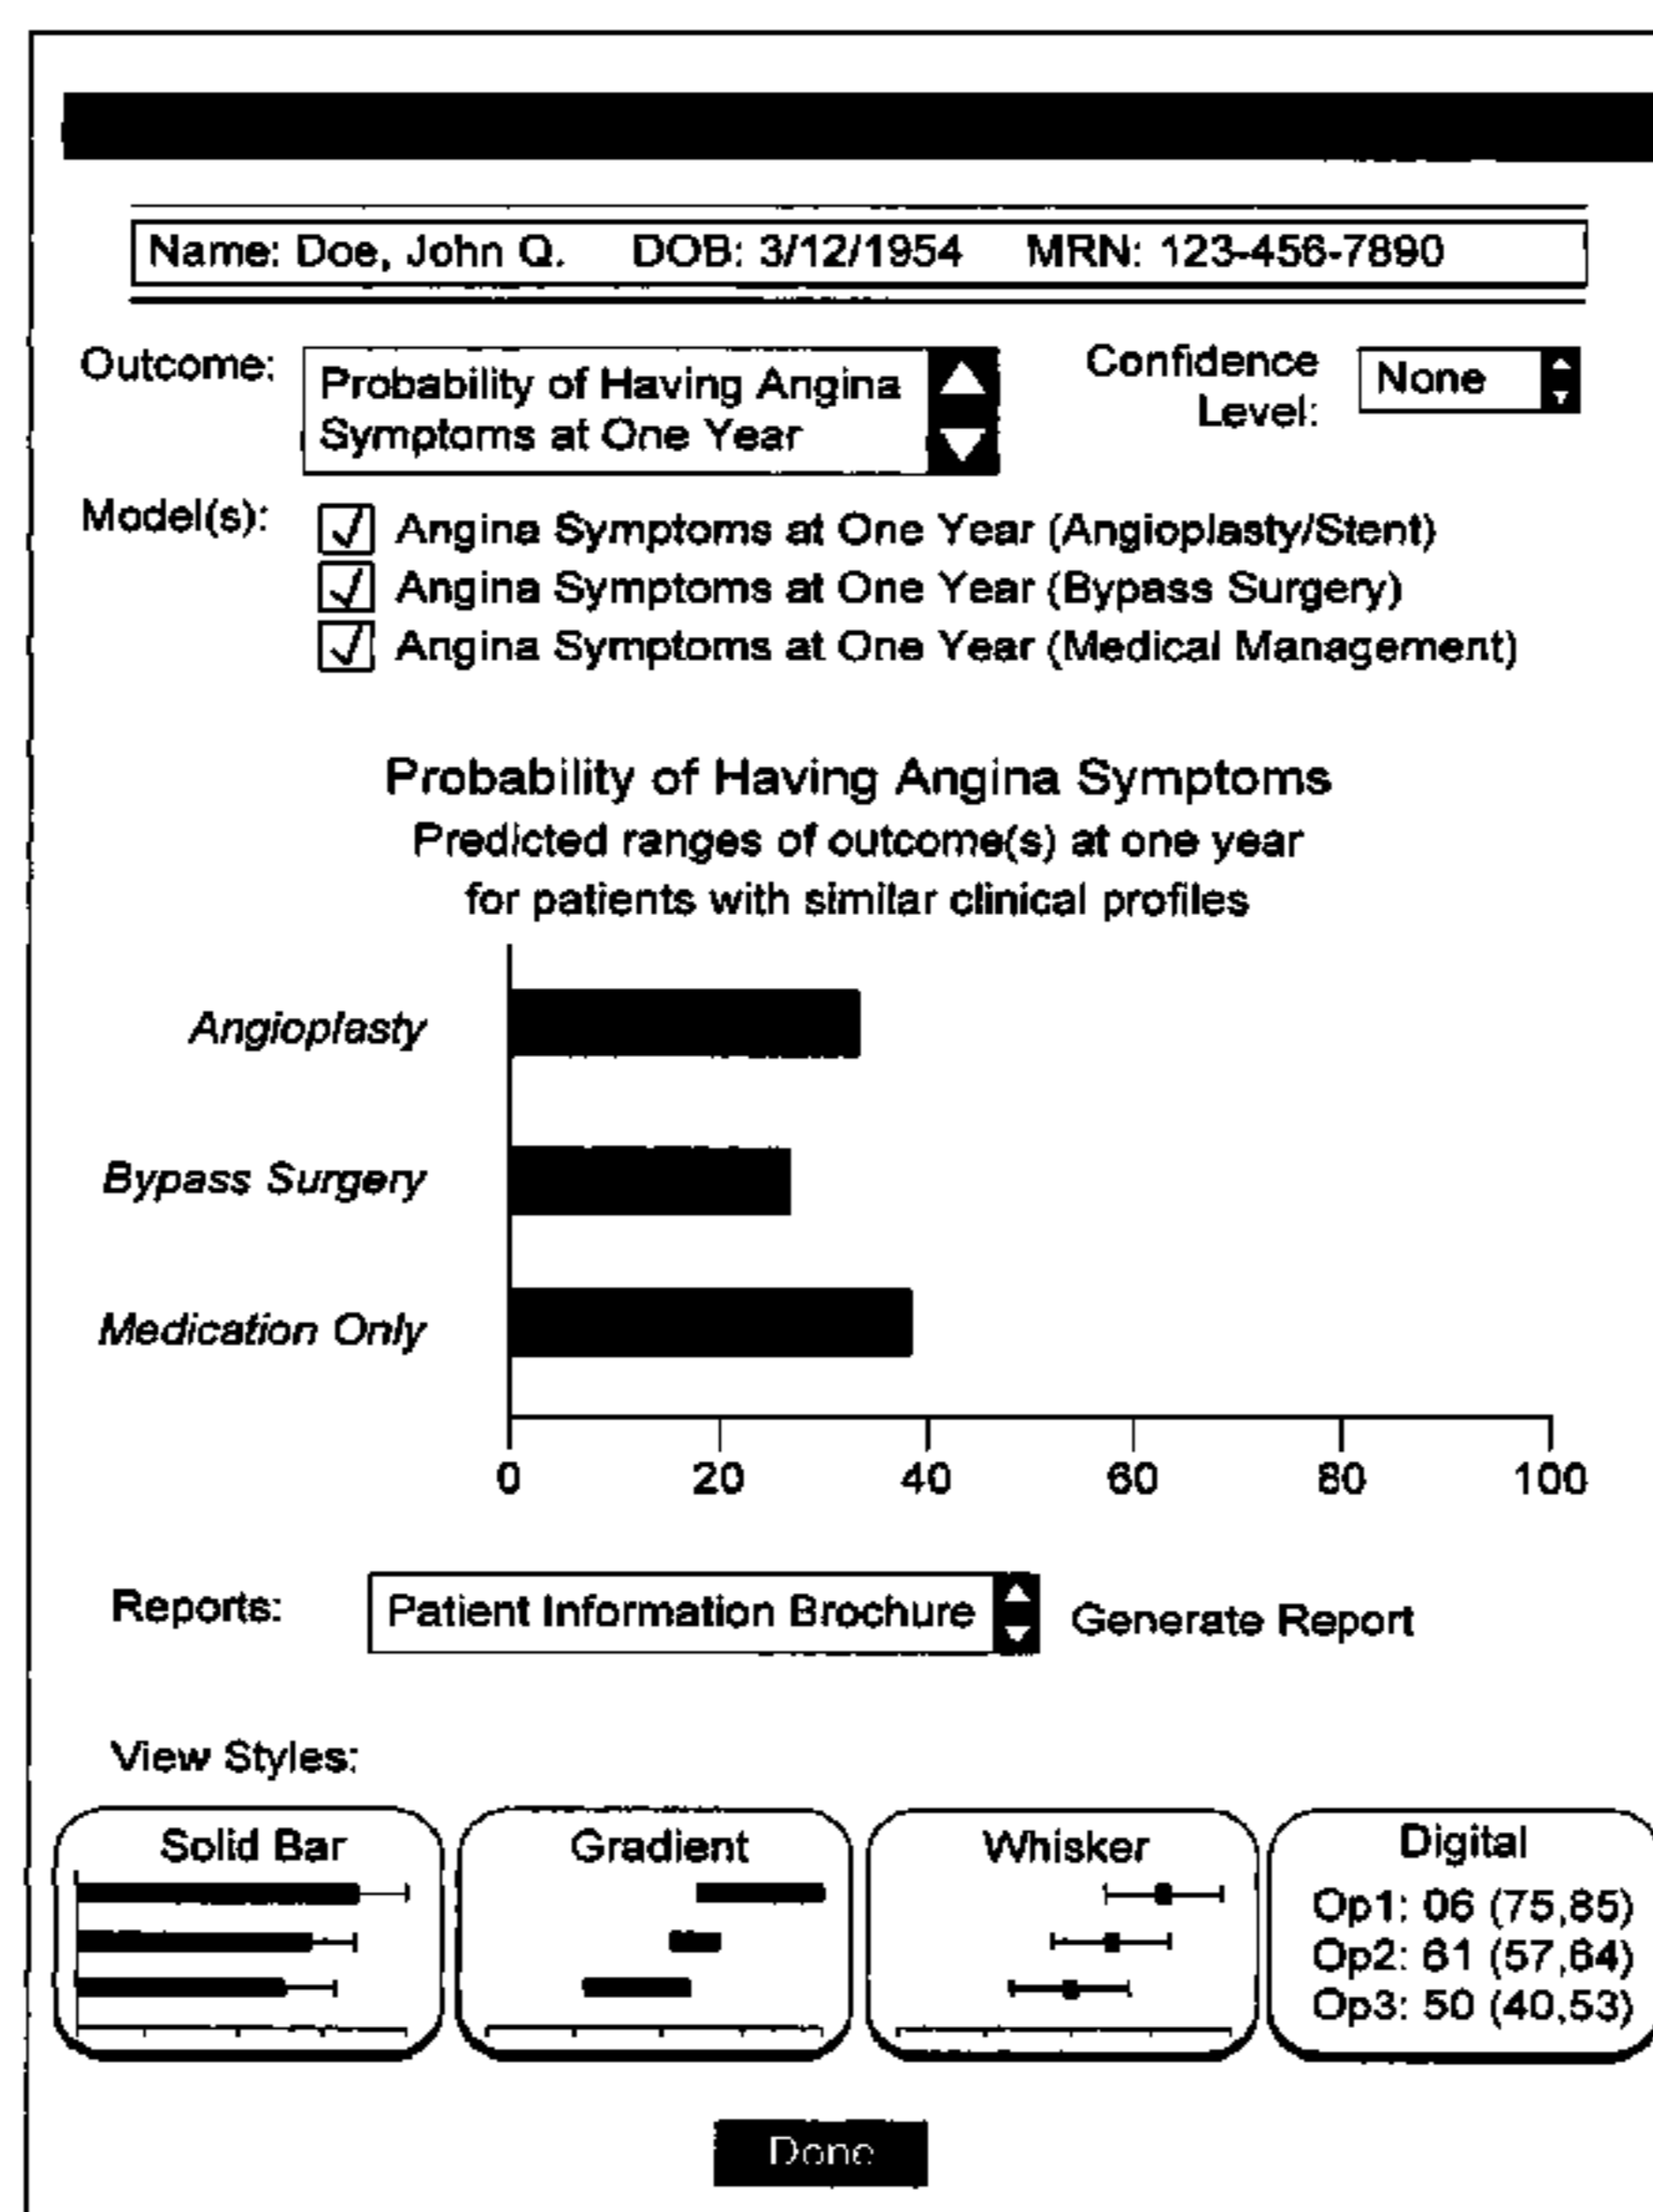 Name: Doe, John Q. DOB: 3/12/1954 MRN: 123-456-7890
Outcome: Probability of Having Angina
Symptoms at One Year
Confidence
Level: None
Model(s): Angina Symptoms at One Year (Angioplasty/Stent)
Angina Symptoms at One Year (Bypass Surgery)
Angina Symptoms at One Year (Medical Management)
Probability of Having Angina Symptoms
Predicted ranges of outcome(s) at one year
for patients with similar clinical profiles
Angioplasty
Bypass Surgery
Medication Only
0 20 40 60 80 100
Reports: Patient Information Brochure Generate Report
View Styles:
Solid Bar
Gradient
Whisker
Digital
Op1: 06 (75,85)
Op2: 61 (57,64)
Op3: 50 (40,53)
Done